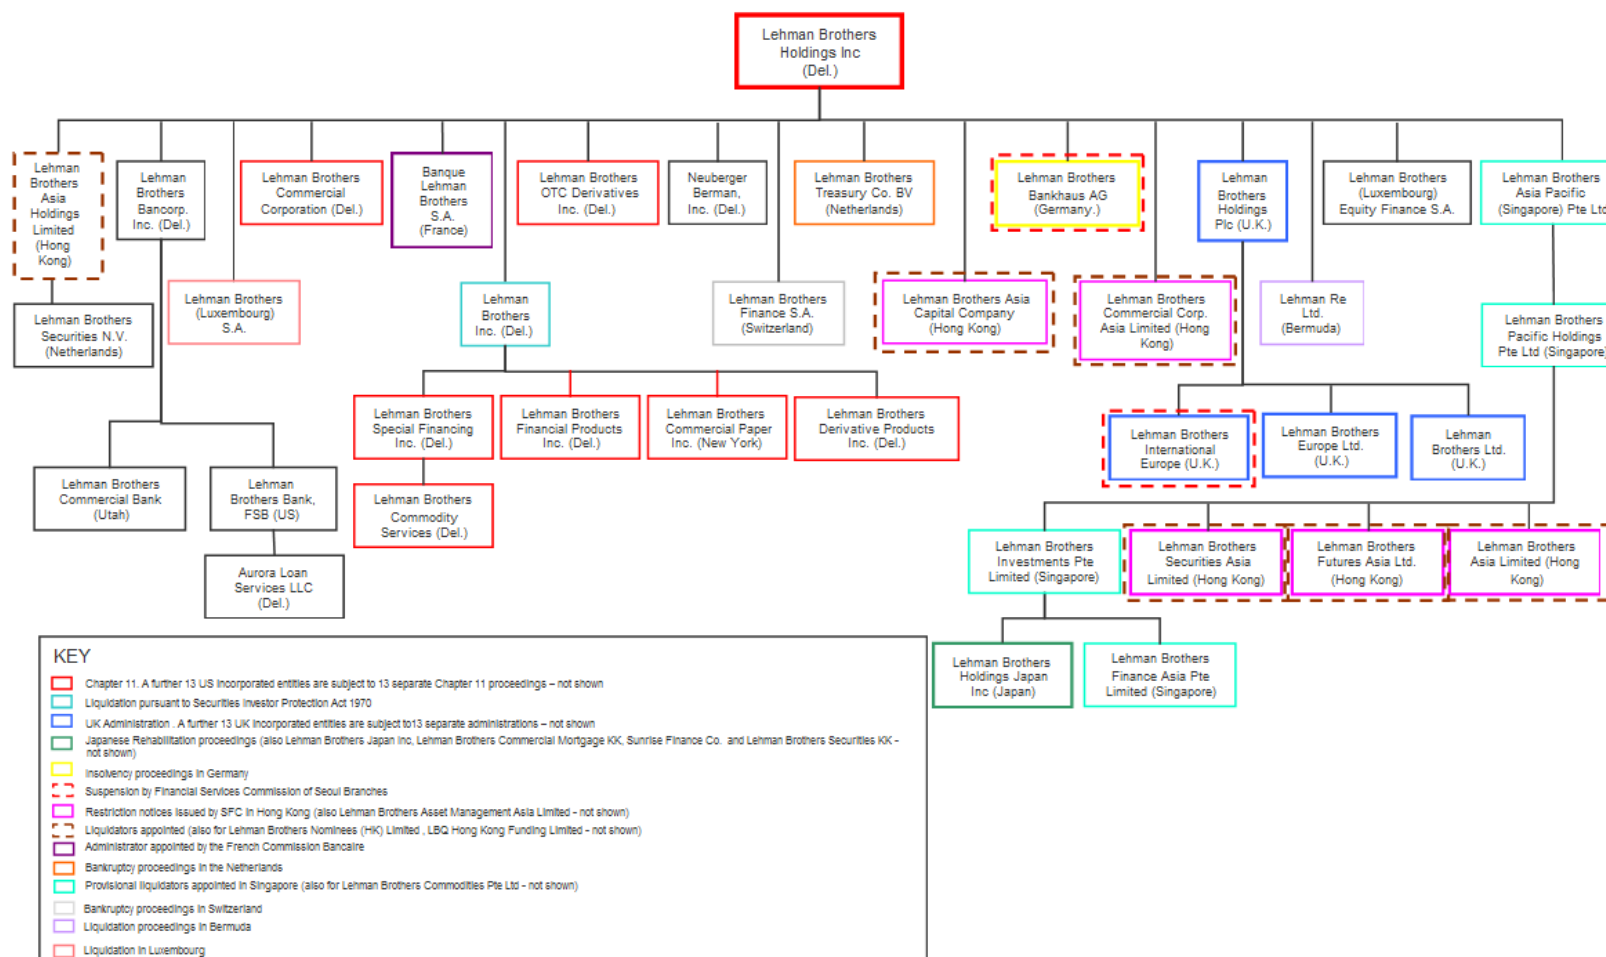 Lehman Brothers
Holdings Inc
(Del.)
Lehman
Brothers
Asia
Holdings
Limited
(Hong
Kong)
Lehman
Brothers
Bancorp.
Inc. (Del.)
Lehman Brothers
Commercial
Corporation (Del.)
Banque
Lehman
Brothers
S.A.
(France)
Lehman Brothers
OTC Derivatives
Inc. (Del.)
Neuberger
Berman,
Inc. (Del.)
Lehman Brothers
Treasury Co. BV
(Netherlands)
Lehman Brothers
Bankhaus AG
(Germany.)
Lehman
Brothers
Holdings
Plc (U.K.)
Lehman Brothers
(Luxembourg)
Equity Finance S.A.
Lehman Brothers
Asia Pacific
(Singapore) Pte Ltd
Lehman Brothers
Securities N.V.
(Netherlands)
Lehman Brothers
(Luxembourg)
S.A.
Lehman
Brothers
Inc. (Del.)
Lehman Brothers
Finance S.A.
(Switzerland)
Lehman Brothers Asia
Capital Company
(Hong Kong)
Lehman Brothers
Commercial Corp.
Asia Limited (Hong
Kong)
Lehman Re
Ltd.
(Bermuda)
Lehman Brothers
Pacific Holdings
Pte Ltd (Singapore)
Lehman Brothers
Special Financing
Inc. (Del.)
Lehman Brothers
Financial Products
Inc. (Del.)
Lehman Brothers
Commercial Paper
Inc. (New York)
Lehman Brothers
Derivative Products
Inc. (Del.)
Lehman Brothers
International
Europe (U.K.)
Lehman Brothers
Europe Ltd.
(U.K.)
Lehman
Brothers Ltd.
(U.K.)
Lehman Brothers
Commercial Bank
(Utah)
Lehman
Brothers Bank,
FSB (US)
Lehman Brothers
Commodity
Services (Del.)
Aurora Loan
Services LLC
(Del.)
Lehman Brothers
Investments Pte
Limited (Singapore)
Lehman Brothers
Securities Asia
Limited (Hong Kong)
Lehman Brothers
Futures Asia Ltd.
(Hong Kong)
Lehman Brothers
Asia Limited (Hong
Kong)
Lehman Brothers
Holdings Japan
Inc (Japan)
Lehman Brothers
Finance Asia Pte
Limited (Singapore)
KEY
Chapter 11. A further 13 US incorporated entities are subject to 13 separate Chapter 11 proceedings – not shown
Liquidation pursuant to Securities Investor Protection Act 1970
UK Administration . A further 13 UK incorporated entities are subject to13 separate administrations – not shown
Japanese Rehabilitation proceedings (also Lehman Brothers Japan Inc, Lehman Brothers Commercial Mortgage KK, Sunrise Finance Co. and Lehman Brothers Securities KK –
not shown)
Insolvency proceedings in Germany
Suspension by Financial Services Commission of Seoul Branches
Restriction notices issued by SFC in Hong Kong (also Lehman Brothers Asset Management Asia Limited - not shown)
Liquidators appointed (also for Lehman Brothers Nominees (HK) Limited , LBQ Hong Kong Funding Limited - not shown)
Administrator appointed by the French Commission Bancaire
Bankruptcy proceedings in the Netherlands
Provisional liquidators appointed in Singapore (also for Lehman Brothers Commodities Pte Ltd - not shown)
Bankruptcy proceedings in Switzerland
Liquidation proceedings in Bermuda
Liquidation in Luxembourg